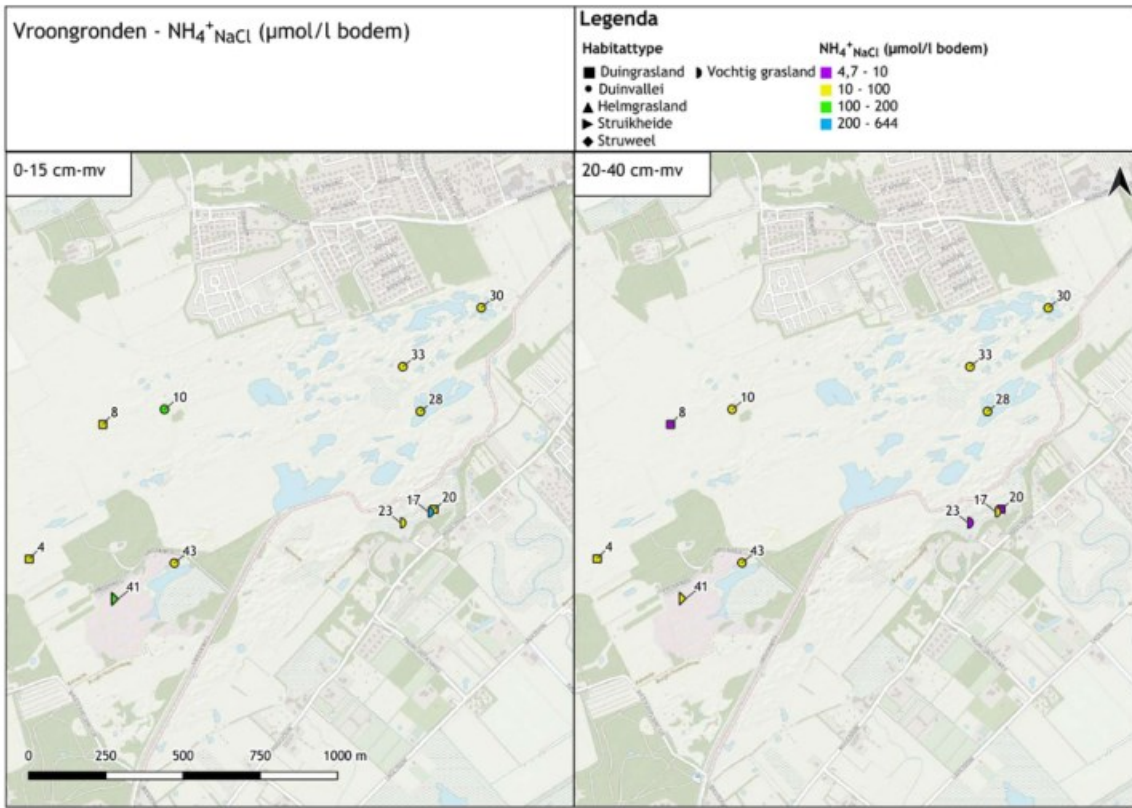 Vroongronden - NH₄⁺NaCl (µmol/l bodem)
Legenda
Habitattype
Duingrasland
Vochtig grasland
Duinvallei
Helmgrasland
Struikheide
Struweel
NH₄⁺NaCl (µmol/l bodem)
4,7 - 10
10 - 100
100 - 200
200 - 644
0-15 cm-mv
30
33
28
10
8
17
20
23
4
43
41
0
250
500
750
1000 m
20-40 cm-mv
30
33
28
10
8
17
20
23
4
43
41